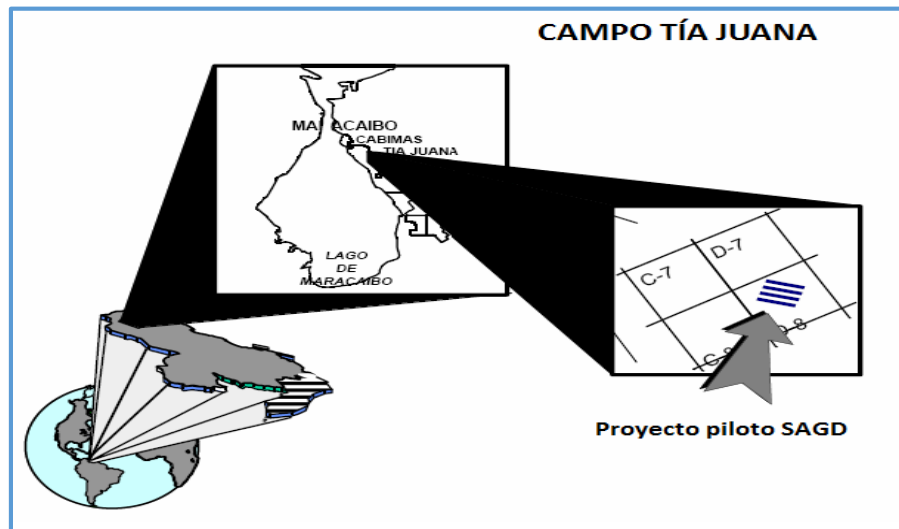 CAMPO TÍA JUANA
MARACAIBO
CABIMAS
TIA JUANA
LAGO
DE
MARACAIBO
C-7
D-7
Proyecto piloto SAGD